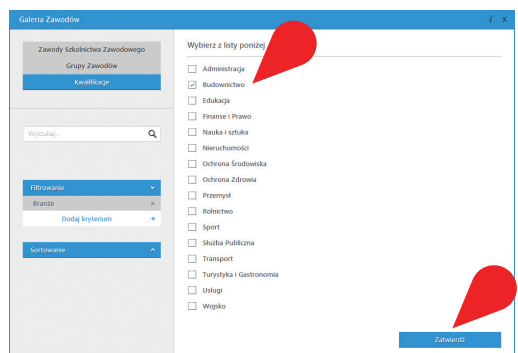 Galeria Zawodów
i x
Zawody Szkolnictwa Zawodowego
Grupy Zawodów
Kwalifikacje
Wyszukaj...
Filtrowanie
Branże ×
Dodaj kryterium +
Sortowanie
Wybierz z listy poniżej
Administracja
Budownictwo
Edukacja
Finanse i Prawo
Nauka i sztuka
Nieruchomości
Ochrona Środowiska
Ochrona Zdrowia
Przemysł
Rolnictwo
Sport
Służba Publiczna
Transport
Turystyka i Gastronomia
Usługi
Wojsko
Zatwierdź